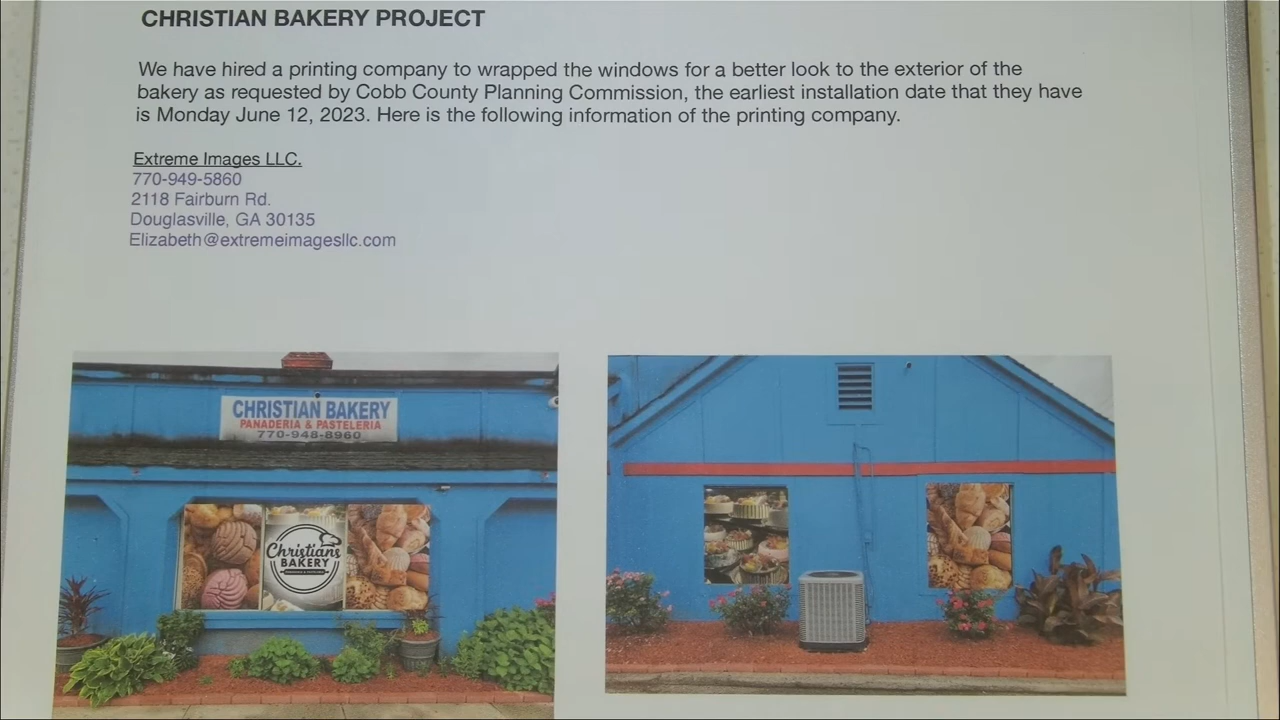 CHRISTIAN BAKERY PROJECT
We have hired a printing company to wrapped the windows for a better look to the exterior of the
bakery as requested by Cobb County Planning Commission, the earliest installation date that they have
is Monday June 12, 2023. Here is the following information of the printing company.
Extreme Images LLC.
770-949-5860
2118 Fairburn Rd.
Douglasville, GA 30135
Elizabeth@extremeimagesllc.com
CHRISTIAN BAKERY
PANADERIA & PASTELERIA
770-948-8960
Christians
BAKERY